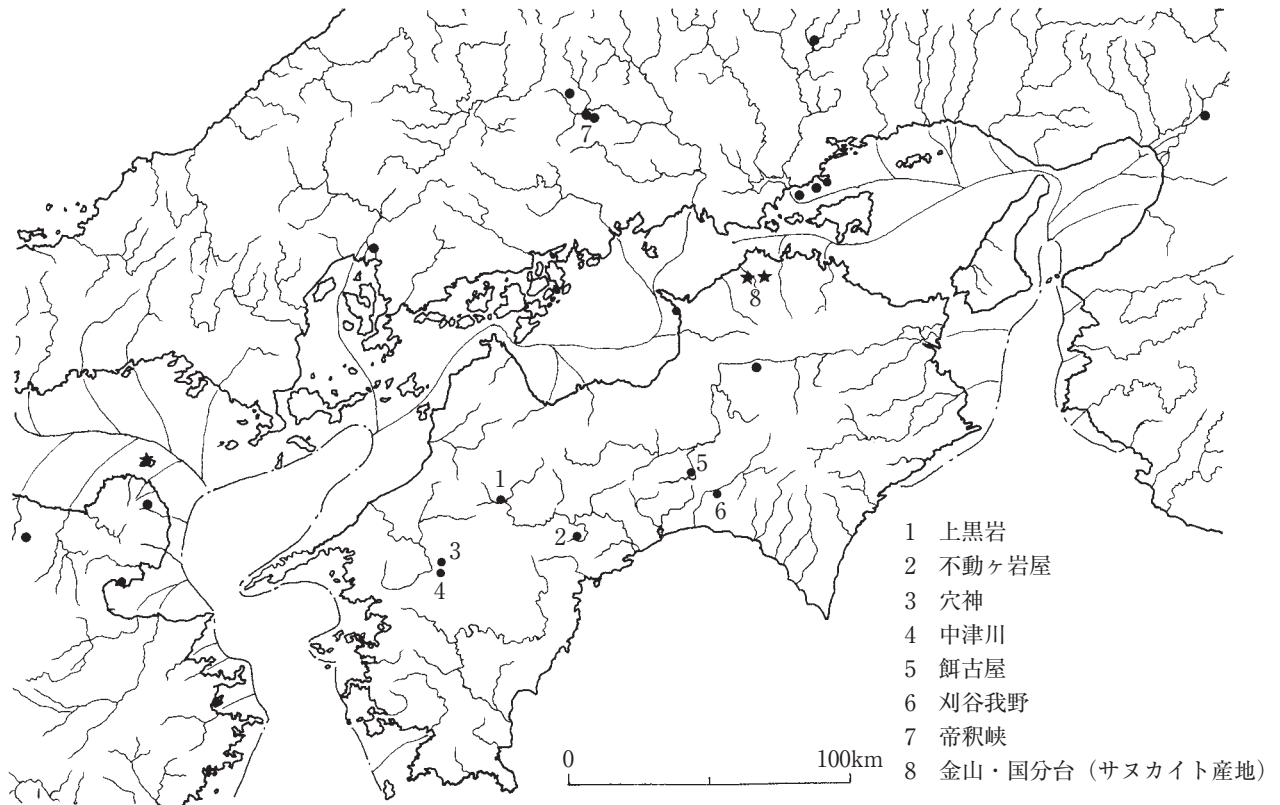 7
8
1
5
6
2
3
4
1 上黒岩
2 不動ヶ岩屋
3 穴神
4 中津川
5 餌古屋
6 刈谷我野
7 帝釈峡
8 金山・国分台（サヌカイト産地）
0 100km